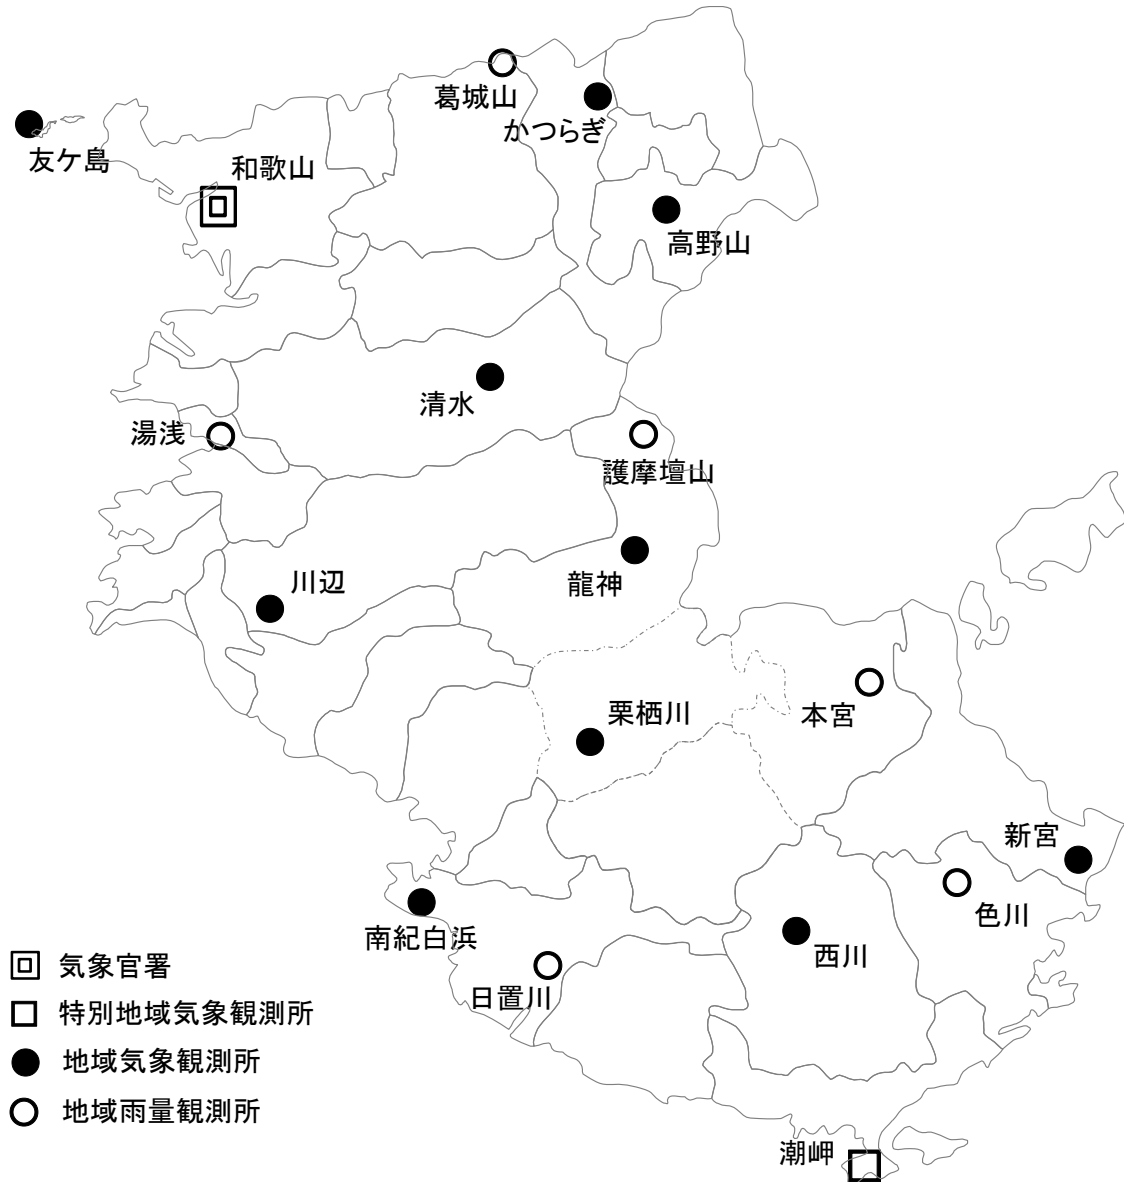 葛城山
かつらぎ
友ケ島
和歌山
高野山
清水
湯浅
護摩壇山
川辺
龍神
栗栖川
本宮
新宮
色川
南紀白浜
西川
日置川
気象官署
特別地域気象観測所
地域気象観測所
地域雨量観測所
潮岬